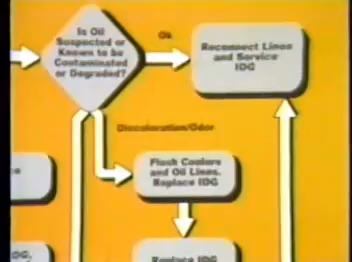 Is Oil
Suspected or
Known to be
Contaminated
or Degraded?
Ok
Reconnect Lines
and Service
IDG
Discoloration/Odor
Flush Coolers
and Oil Lines.
Replace IDG
Replace IDG